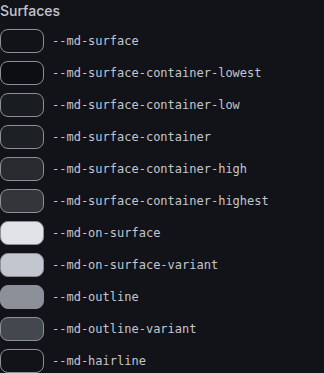 Surfaces
--md-surface
--md-surface-container-lowest
--md-surface-container-low
--md-surface-container
--md-surface-container-high
--md-surface-container-highest
--md-on-surface
--md-on-surface-variant
--md-outline
--md-outline-variant
--md-hairline